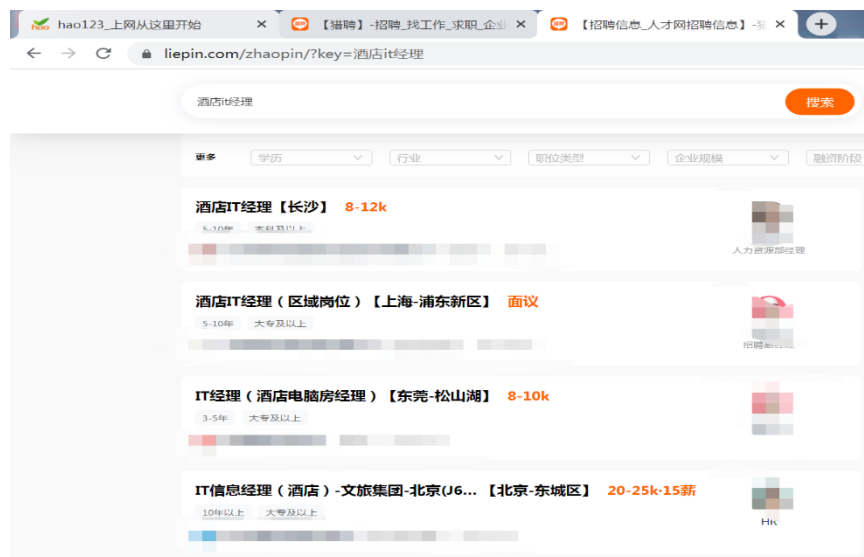 hao123_上网从这里开始
【猎聘】-招聘_找工作_求职_企业
【招聘信息_人才网招聘信息】-猎
liepin.com/zhaopin/?key=酒店it经理
酒店it经理
搜索
更多 学历 行业 职位类型 企业规模 融资阶段
酒店IT经理【长沙】 8-12k
5-10年 本科及以上
人力资源部经理
酒店IT经理（区域岗位）【上海-浦东新区】 面议
5-10年 大专及以上
IT经理（酒店电脑房经理）【东莞-松山湖】 8-10k
3-5年 大专及以上
IT信息经理（酒店）-文旅集团-北京(J6... 【北京-东城区】 20-25k·15薪
10年以上 大专及以上
HR